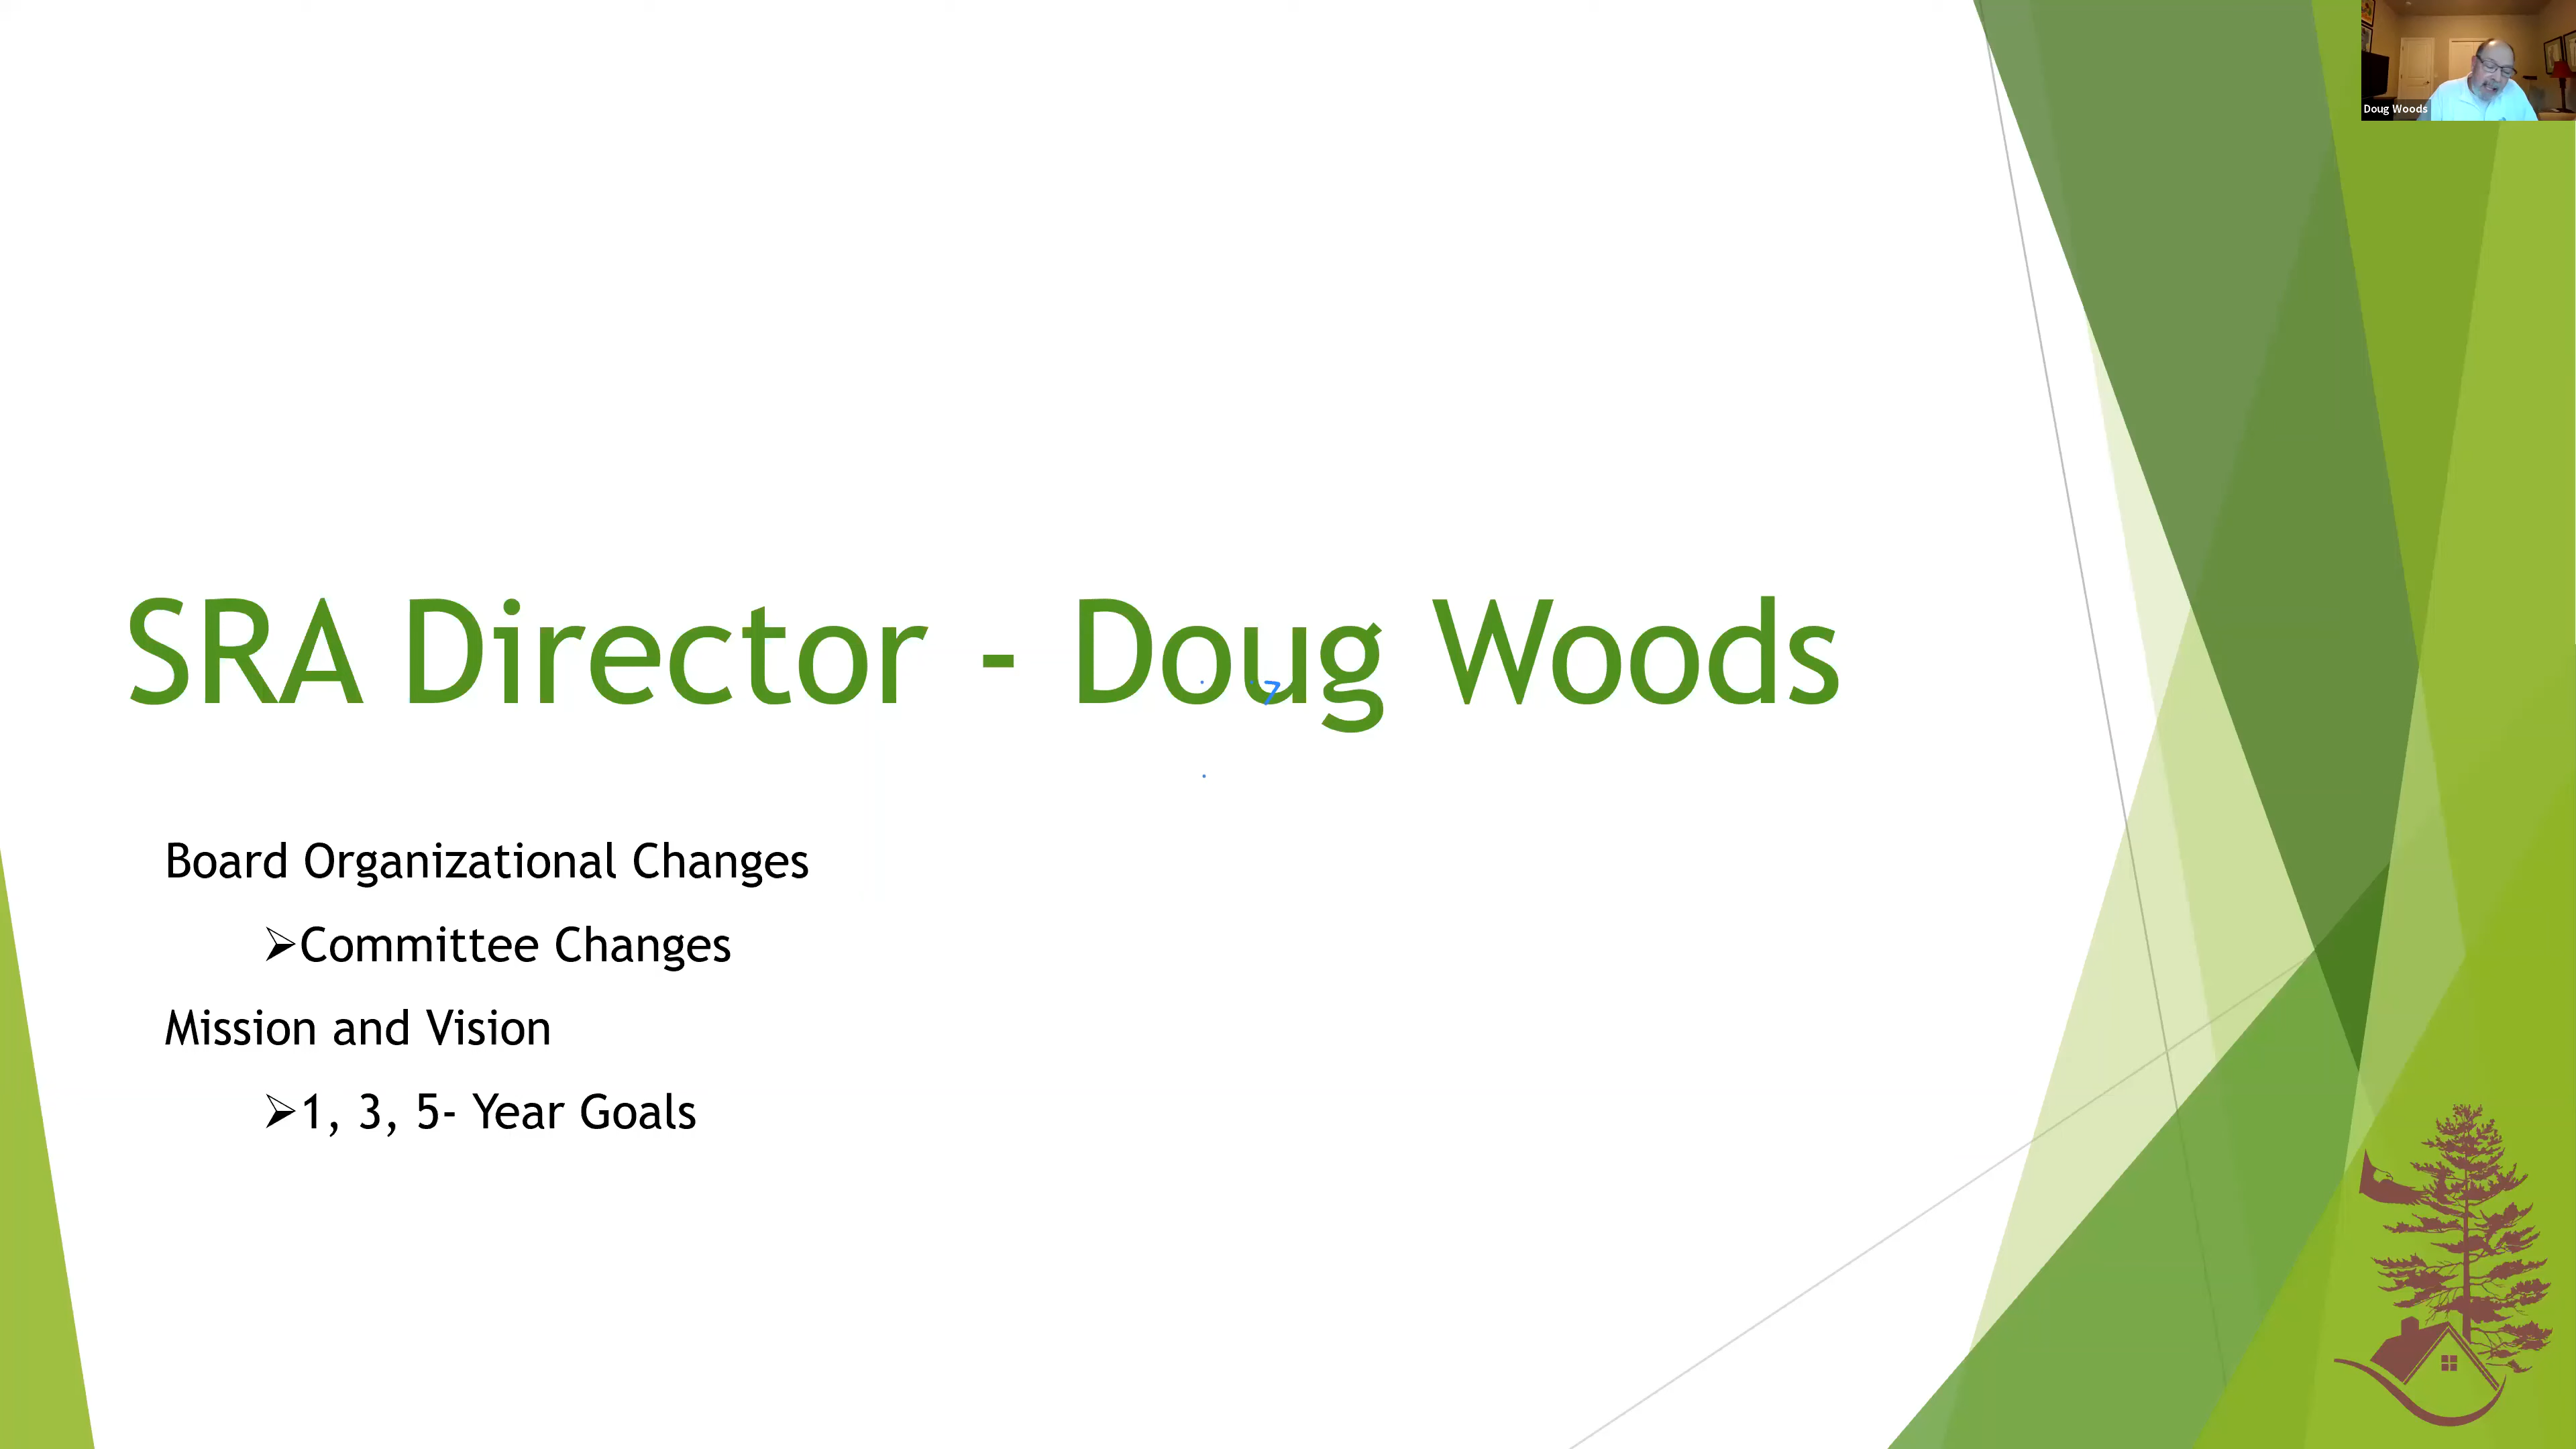 Doug Woods
SRA Director - Doug Woods
Board Organizational Changes
➢Committee Changes
Mission and Vision
➢1, 3, 5- Year Goals